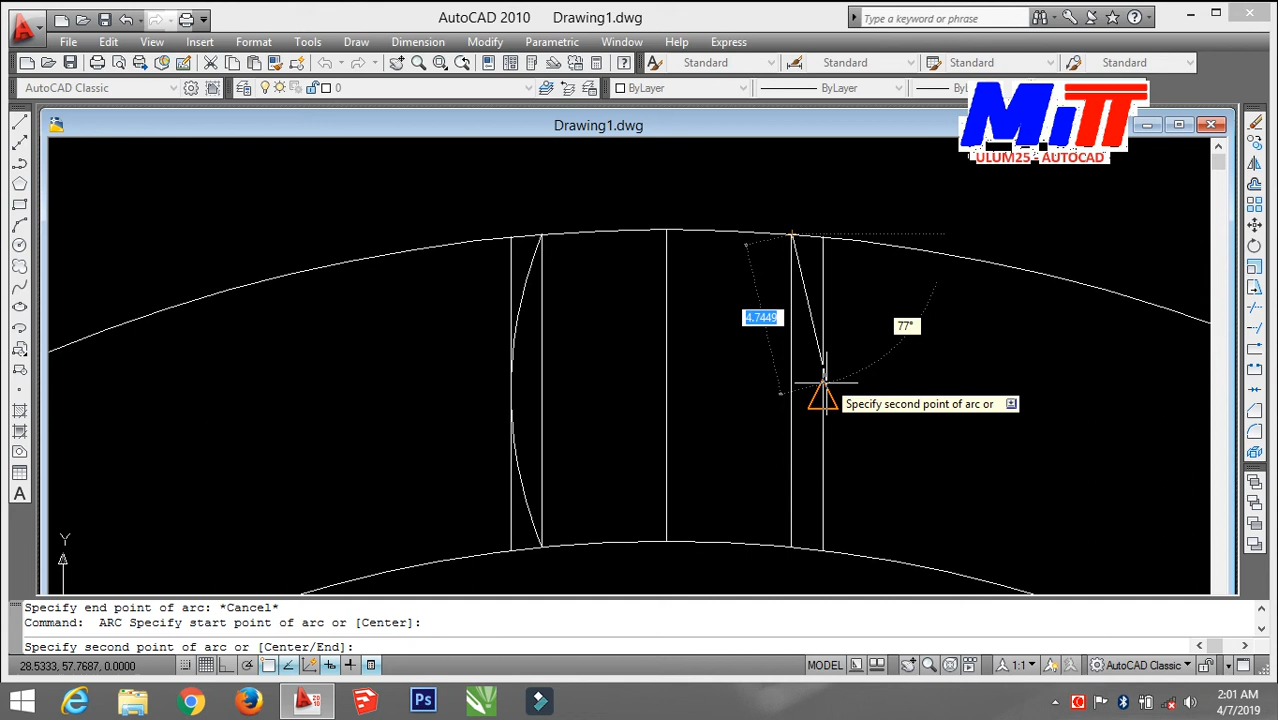 AutoCAD 2010 Drawing1.dwg
Type a keyword or phrase
File Edit View Insert Format Tools Draw Dimension Modify Parametric Window Help Express
Standard Standard Standard Standard
AutoCAD Classic 0 ByLayer ByLayer ByL
Drawing1.dwg
MiTT
ULUM25 - AUTOCAD
4.7449
77°
Specify second point of arc or
A
Y
Specify end point of arc: *Cancel*
Command: ARC Specify start point of arc or [Center]:
Specify second point of arc or [Center/End]:
28.5333, 57.7687, 0.0000 MODEL 1:1 AutoCAD Classic
2:01 AM
4/7/2019